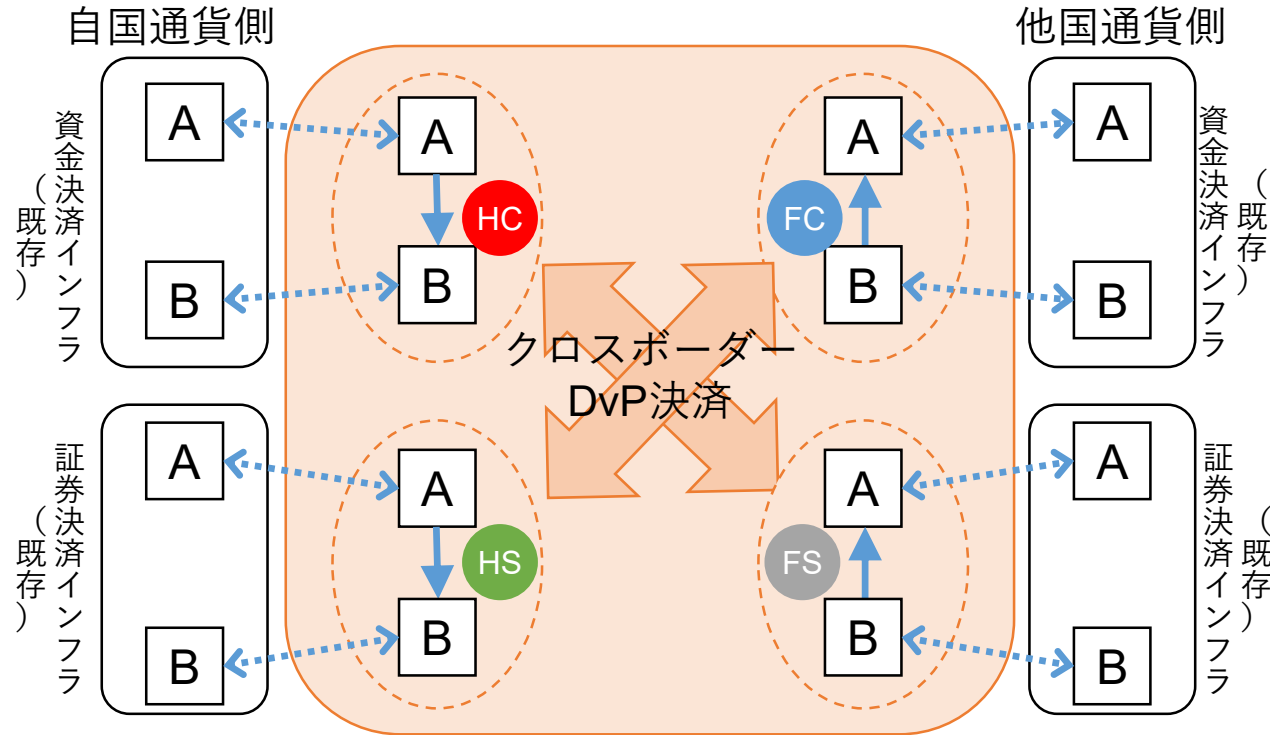 自国通貨側
他国通貨側
資金決済インフラ
（既存）
A
B
A
HC
B
A
FC
B
A
B
資金決済インフラ
（既存）
クロスボーダー
DvP決済
証券決済インフラ
（既存）
A
B
A
HS
B
A
FS
B
A
B
証券決済インフラ
（既存）